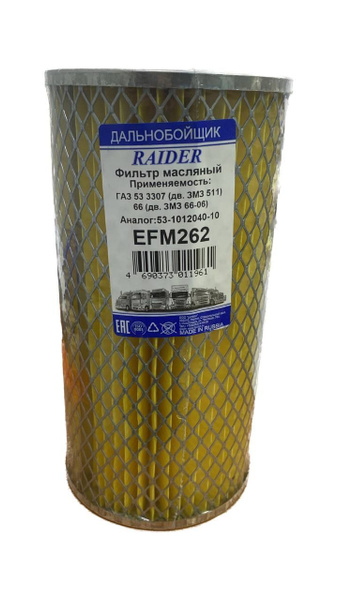 ДАЛЬНОБОЙЩИК
RAIDER
Фильтр масляный
Применяемость:
ГАЗ 53 3307 (дв. ЗМЗ 511)
66 (дв. ЗМЗ 66-06)
Аналог:53-1012040-10
EFM262
4 690373 011961
EAC
MADE IN RUSSIA